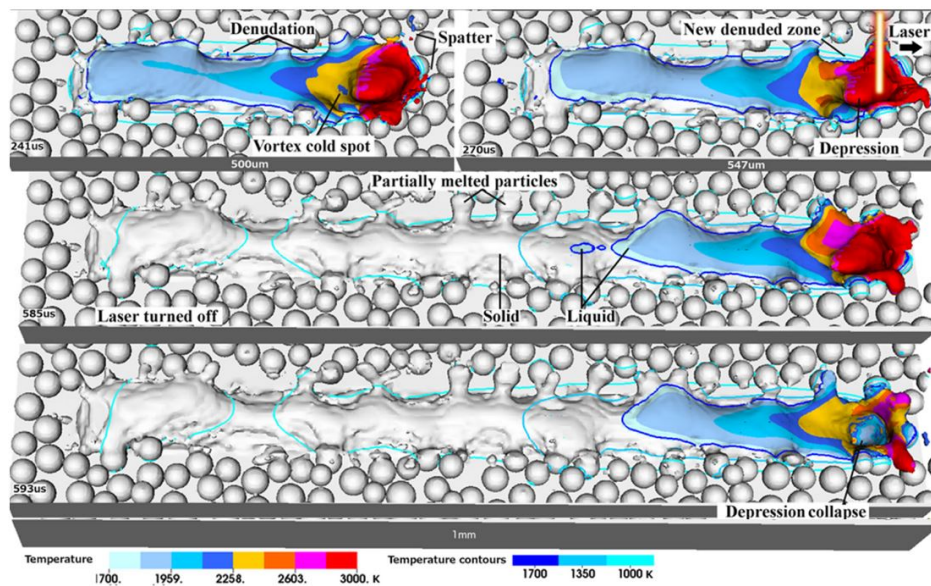 Denudation
Spatter
Vortex cold spot
241us
500um
New denuded zone
Laser
Depression
270us
547um
Partially melted particles
Laser turned off
Solid
Liquid
585us
593us
Depression collapse
1mm
Temperature
1700. 1959. 2258. 2603. 3000. K
Temperature contours
1700 1350 1000 K